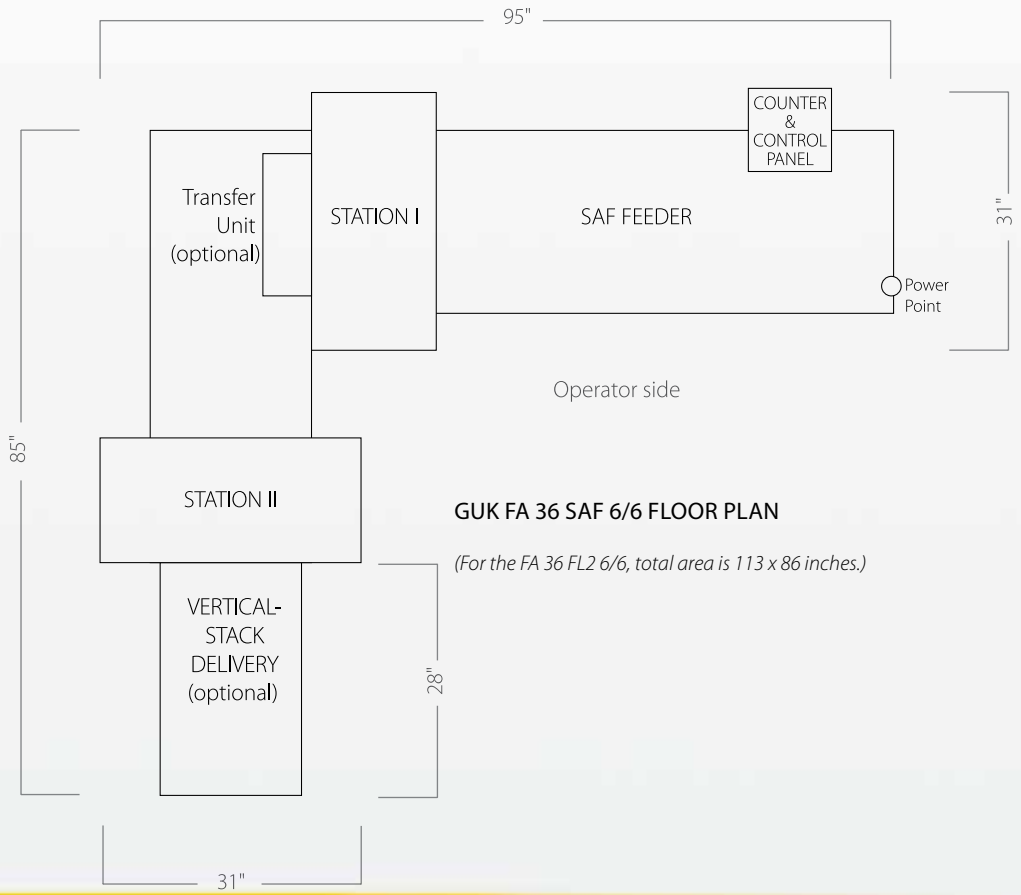 95"
COUNTER
&
CONTROL
PANEL
Transfer
Unit
(optional)
STATION I
SAF FEEDER
31"
Power
Point
Operator side
85"
STATION II
GUK FA 36 SAF 6/6 FLOOR PLAN
(For the FA 36 FL2 6/6, total area is 113 x 86 inches.)
VERTICAL-
STACK
DELIVERY
(optional)
28"
31"